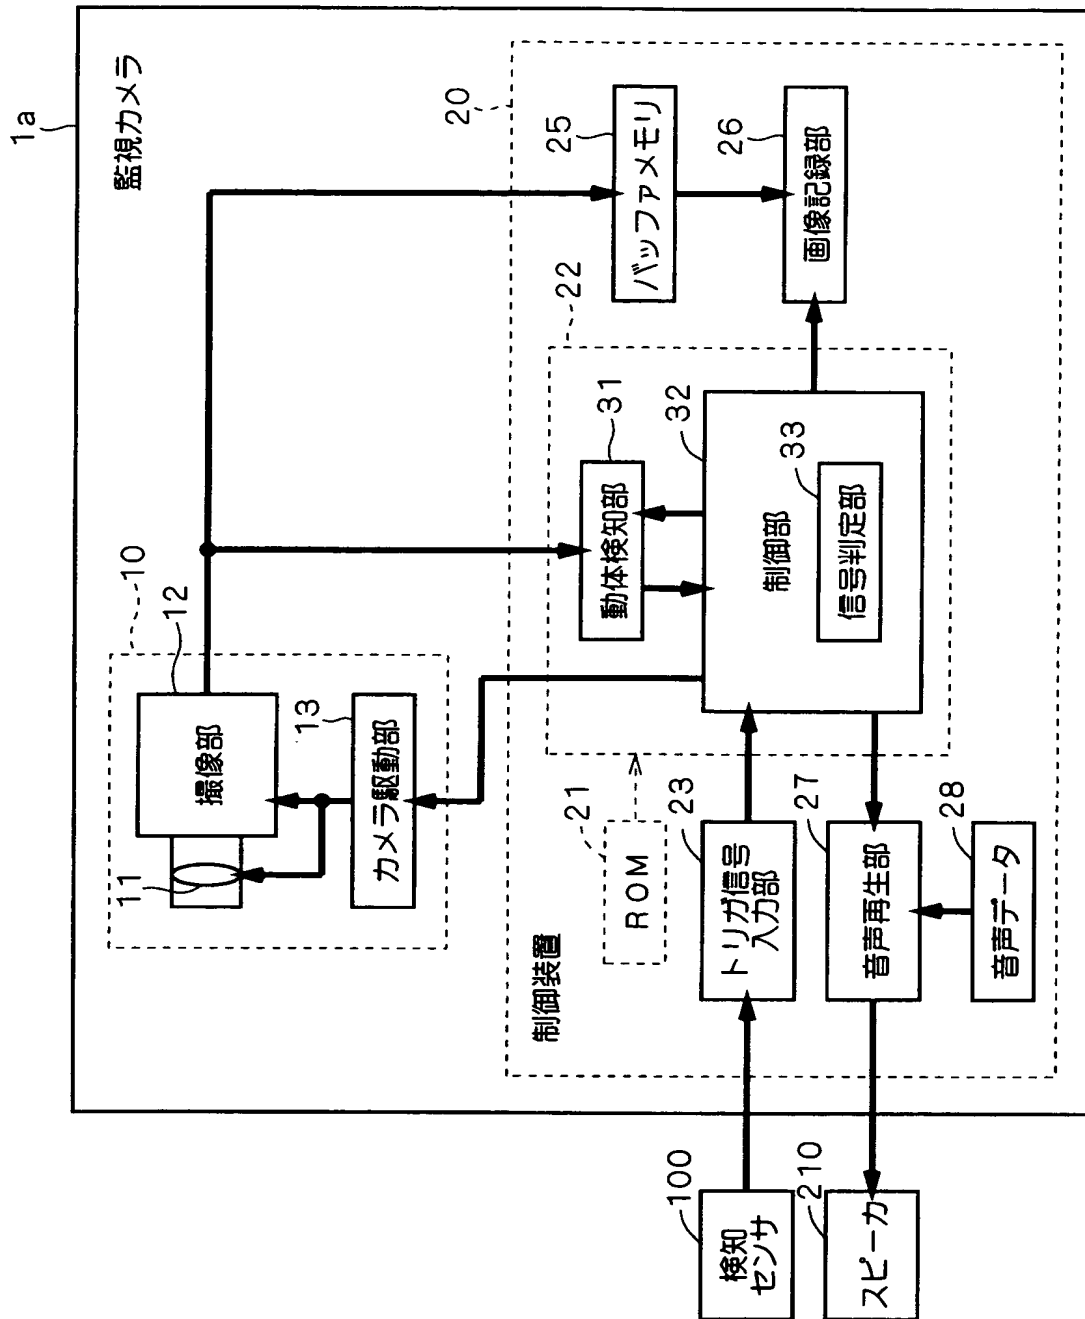 1a
監視カメラ
10
12
撮像部
11
13
カメラ駆動部
20
制御装置
25
バッファメモリ
26
画像記録部
22
31
動体検知部
32
制御部
33
信号判定部
21
ROM
23
トリガ信号
入力部
27
音声再生部
28
音声データ
100
検知
センサ
210
スピーカ